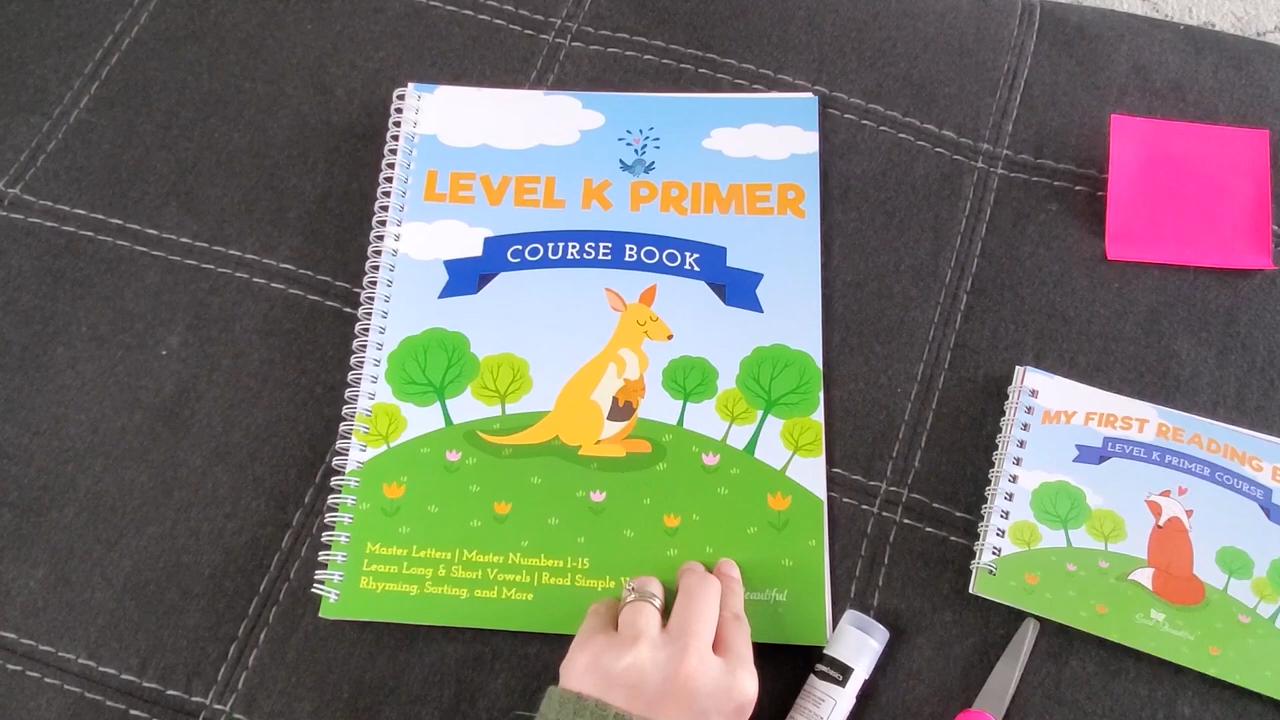 LEVEL K PRIMER
COURSE BOOK
Master Letters | Master Numbers 1-15
Learn Long & Short Vowels | Read Simple
Rhyming, Sorting, and More
eautiful
MY FIRST READING
LEVEL K PRIMER COURSE